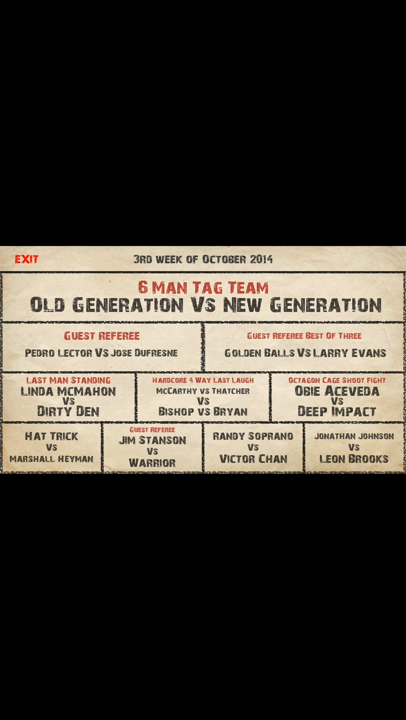 EXIT
3RD WEEK OF OCTOBER 2014
6 MAN TAG TEAM
OLD GENERATION VS NEW GENERATION
GUEST REFEREE
PEDRO LECTOR VS JOSE DUFRESNE
GUEST REFEREE BEST OF THREE
GOLDEN BALLS VS LARRY EVANS
LAST MAN STANDING
LINDA MCMAHON
VS
DIRTY DEN
HARDCORE 4 WAY LAST LAUGH
MCCARTHY VS THATCHER
VS
BISHOP VS BRYAN
OCTAGON CAGE SHOOT FIGHT
OBIE ACEVEDA
VS
DEEP IMPACT
HAT TRICK
VS
MARSHALL HEYMAN
GUEST REFEREE
JIM STANSON
VS
WARRIOR
RANDY SOPRANO
VS
VICTOR CHAN
JONATHAN JOHNSON
VS
LEON BROOKS